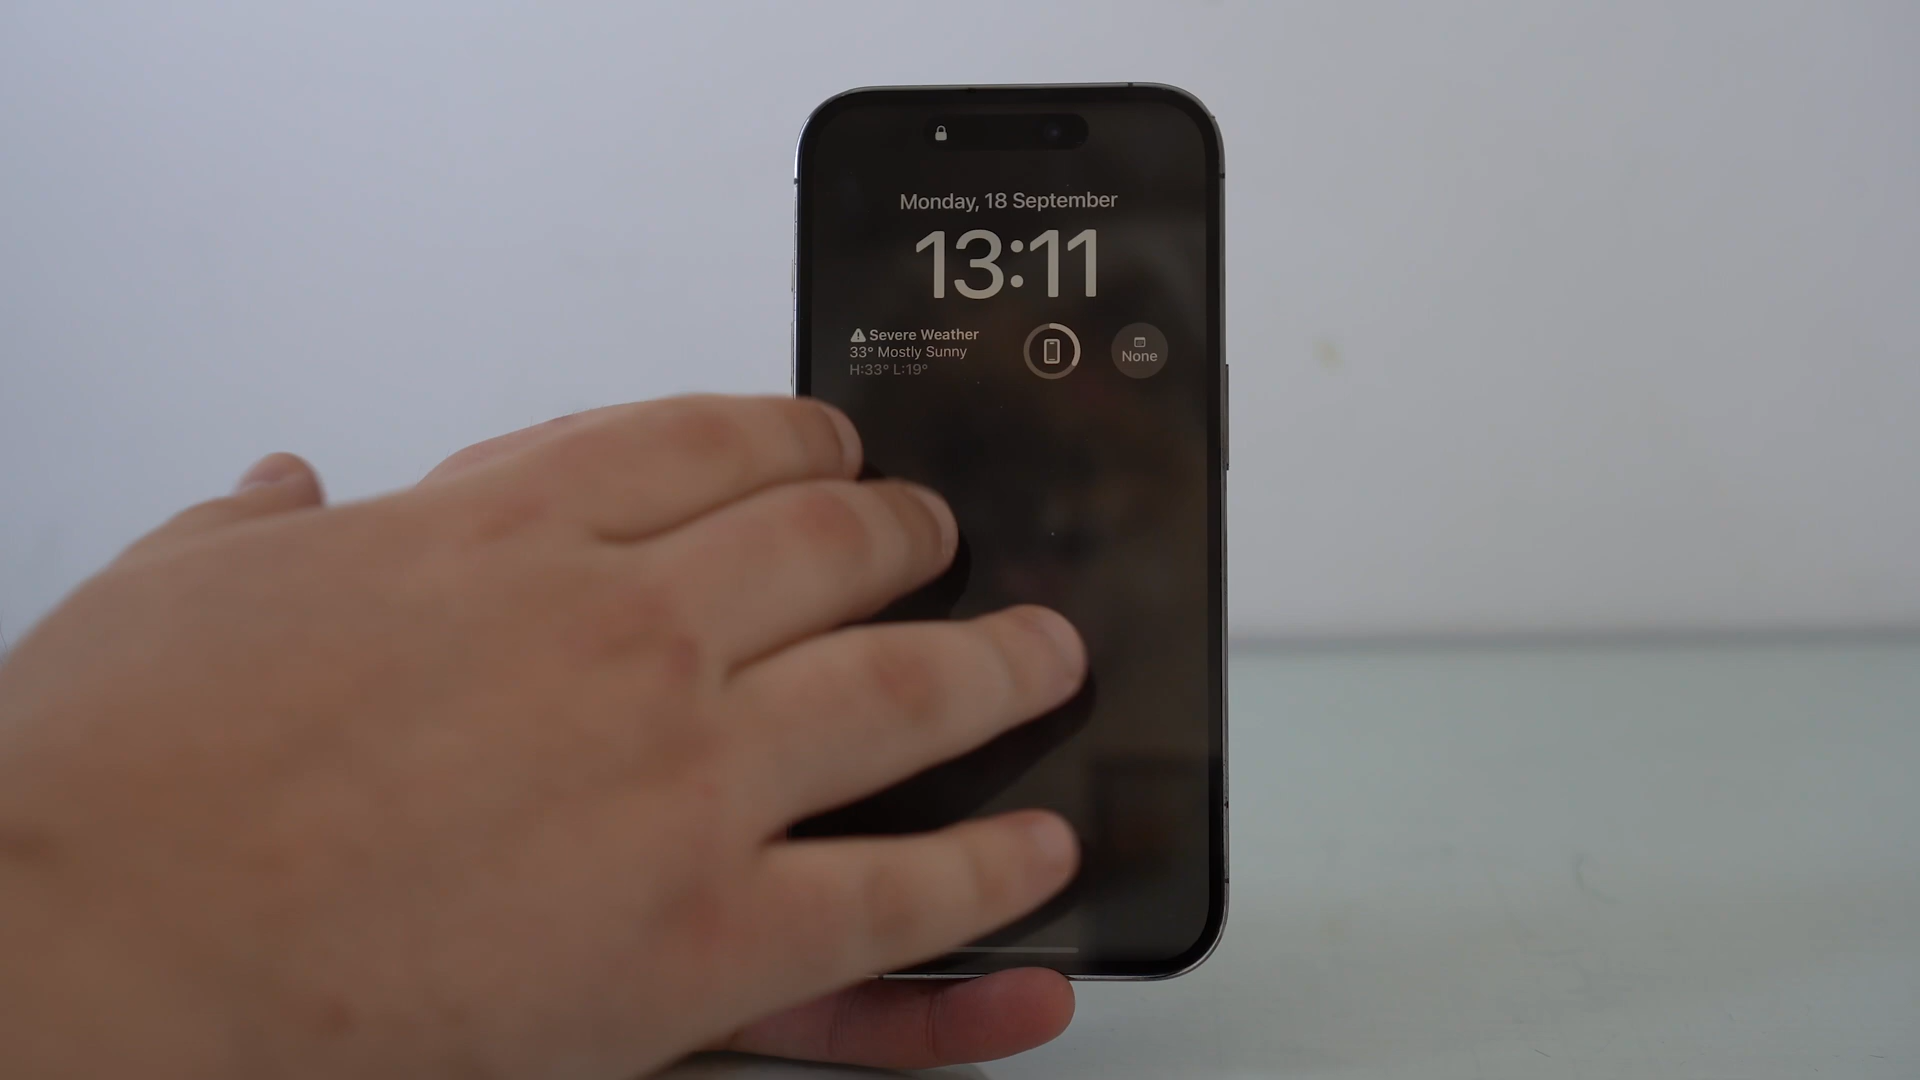 Monday, 18 September
13:11
Severe Weather
33° Mostly Sunny
H:33° L:19°
None